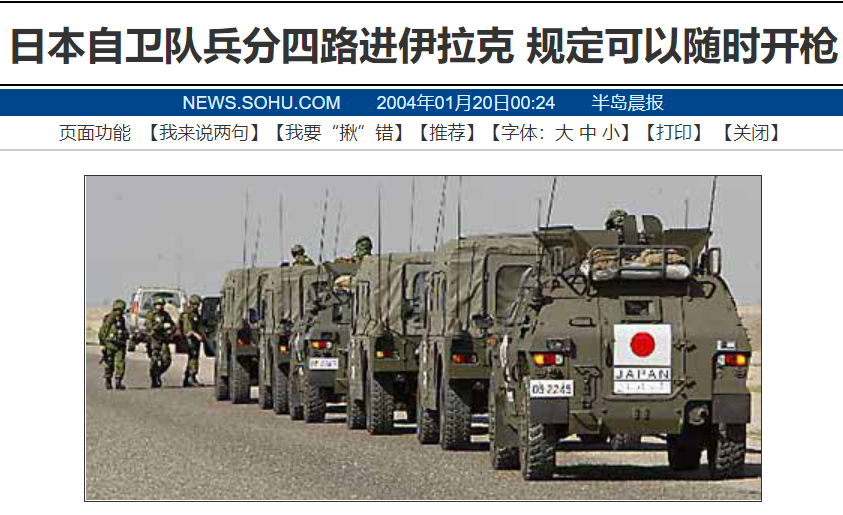 日本自卫队兵分四路进伊拉克 规定可以随时开枪
NEWS.SOHU.COM 2004年01月20日00:24 半岛晨报
页面功能 【我来说两句】【我要“揪”错】【推荐】【字体：大 中 小】【打印】 【关闭】
JAPAN
03 2245